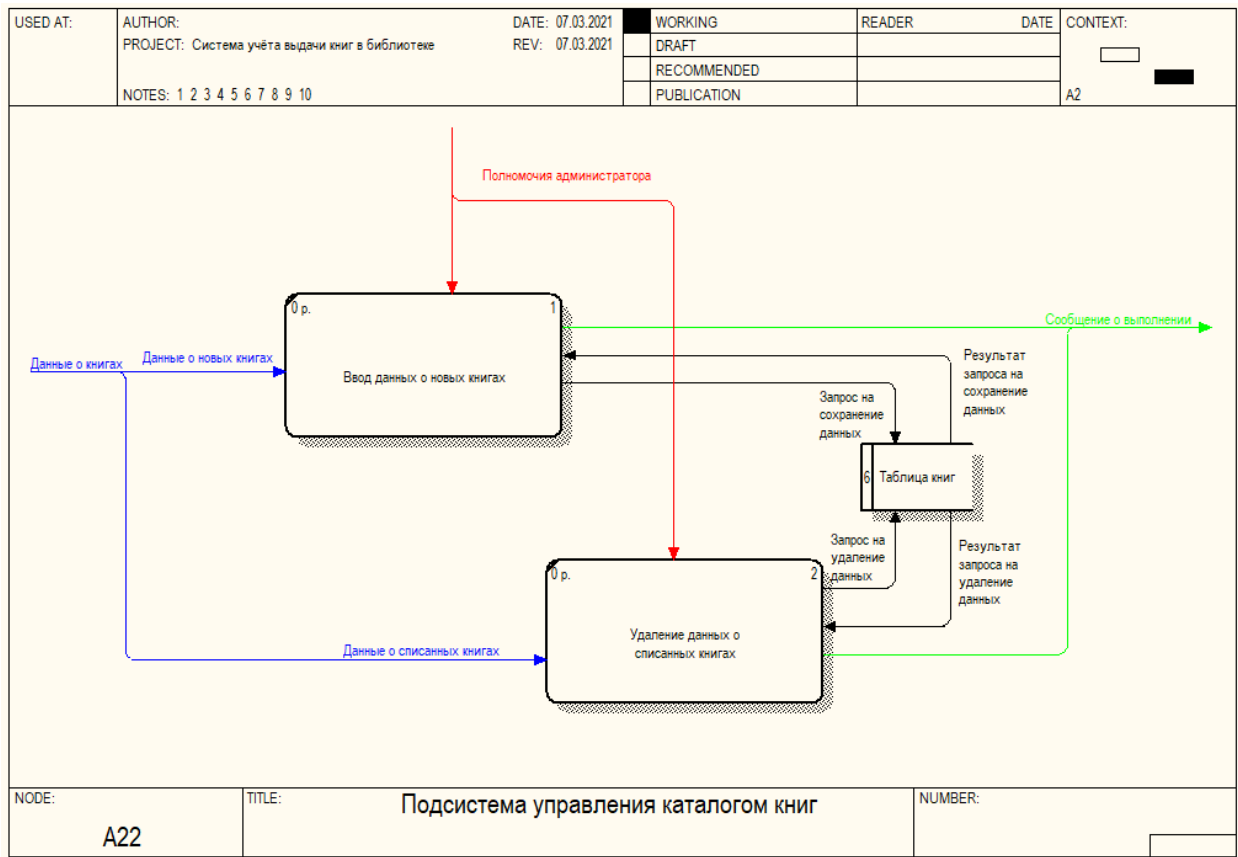 USED AT:
AUTHOR:
DATE: 07.03.2021
PROJECT: Система учёта выдачи книг в библиотеке
REV: 07.03.2021
NOTES: 1 2 3 4 5 6 7 8 9 10
WORKING
DRAFT
RECOMMENDED
PUBLICATION
READER
DATE
CONTEXT:
A2
Полномочия администратора
0 р.
1
Ввод данных о новых книгах
Сообщение о выполнении
Данные о книгах
Данные о новых книгах
Результат
запроса на
сохранение
данных
Запрос на
сохранение
данных
6
Таблица книг
Запрос на
удаление
данных
Результат
запроса на
удаление
данных
0 р.
2
Удаление данных о
списанных книгах
Данные о списанных книгах
NODE:
A22
TITLE:
Подсистема управления каталогом книг
NUMBER: